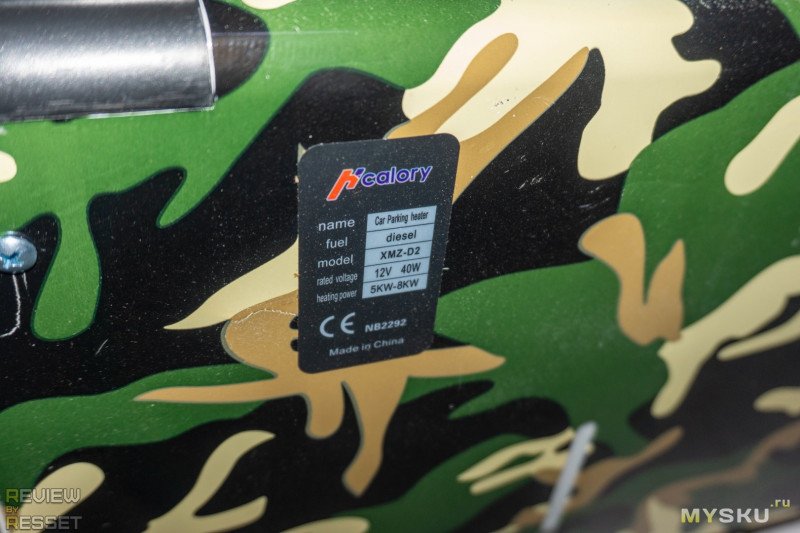 Hcalory
name Car Parking heater
fuel diesel
model XMZ-D2
rated voltage 12V 40W
heating power 5KW-8KW
CE NB2292
Made in China
REVIEW
BY
RESSET
MYSKU.ru